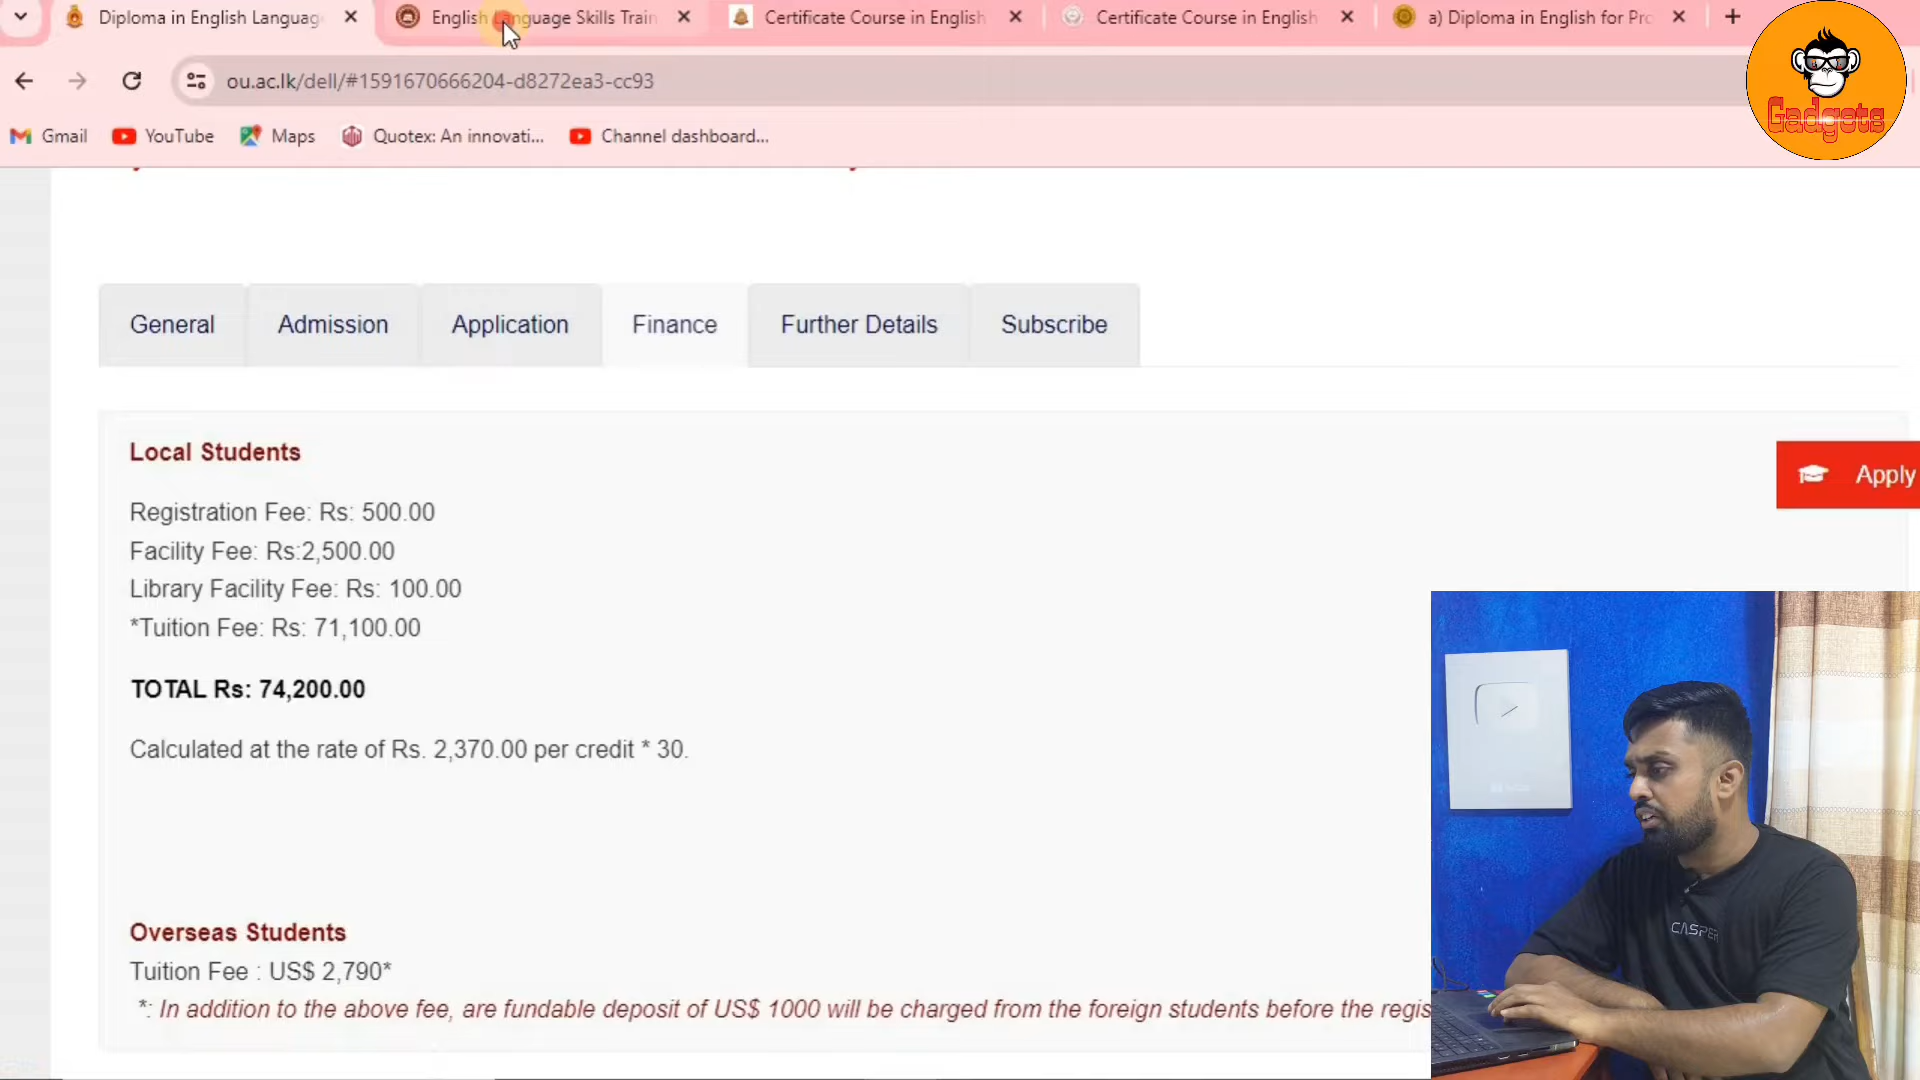 Diploma in English Languag
English Language Skills Train
Certificate Course in English
Certificate Course in English
a) Diploma in English for Pro
ou.ac.lk/dell/#1591670666204-d8272ea3-cc93
Gmail
YouTube
Maps
Quotex: An innovati...
Channel dashboard...
Gadgets
General
Admission
Application
Finance
Further Details
Subscribe
Local Students
Registration Fee: Rs: 500.00
Facility Fee: Rs:2,500.00
Library Facility Fee: Rs: 100.00
*Tuition Fee: Rs: 71,100.00
TOTAL Rs: 74,200.00
Calculated at the rate of Rs. 2,370.00 per credit * 30.
Apply
Overseas Students
Tuition Fee : US$ 2,790*
*: In addition to the above fee, are fundable deposit of US$ 1000 will be charged from the foreign students before the regis
CASPER